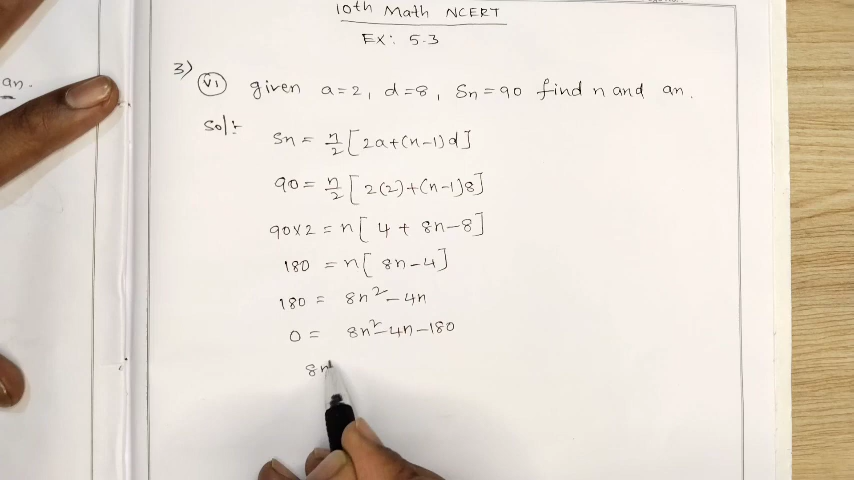 10th Math NCERT
EX: 5.3
an.
3) (vi) given a=2, d=8, Sn=90 find n and an.
Sol:-
Sn = n/2 [2a+(n-1)d]
90 = n/2 [2(2)+(n-1)8]
90×2 = n[ 4 + 8n-8]
180 = n[ 8n-4]
180 = 8n²-4n
0 = 8n²-4n-180
8n